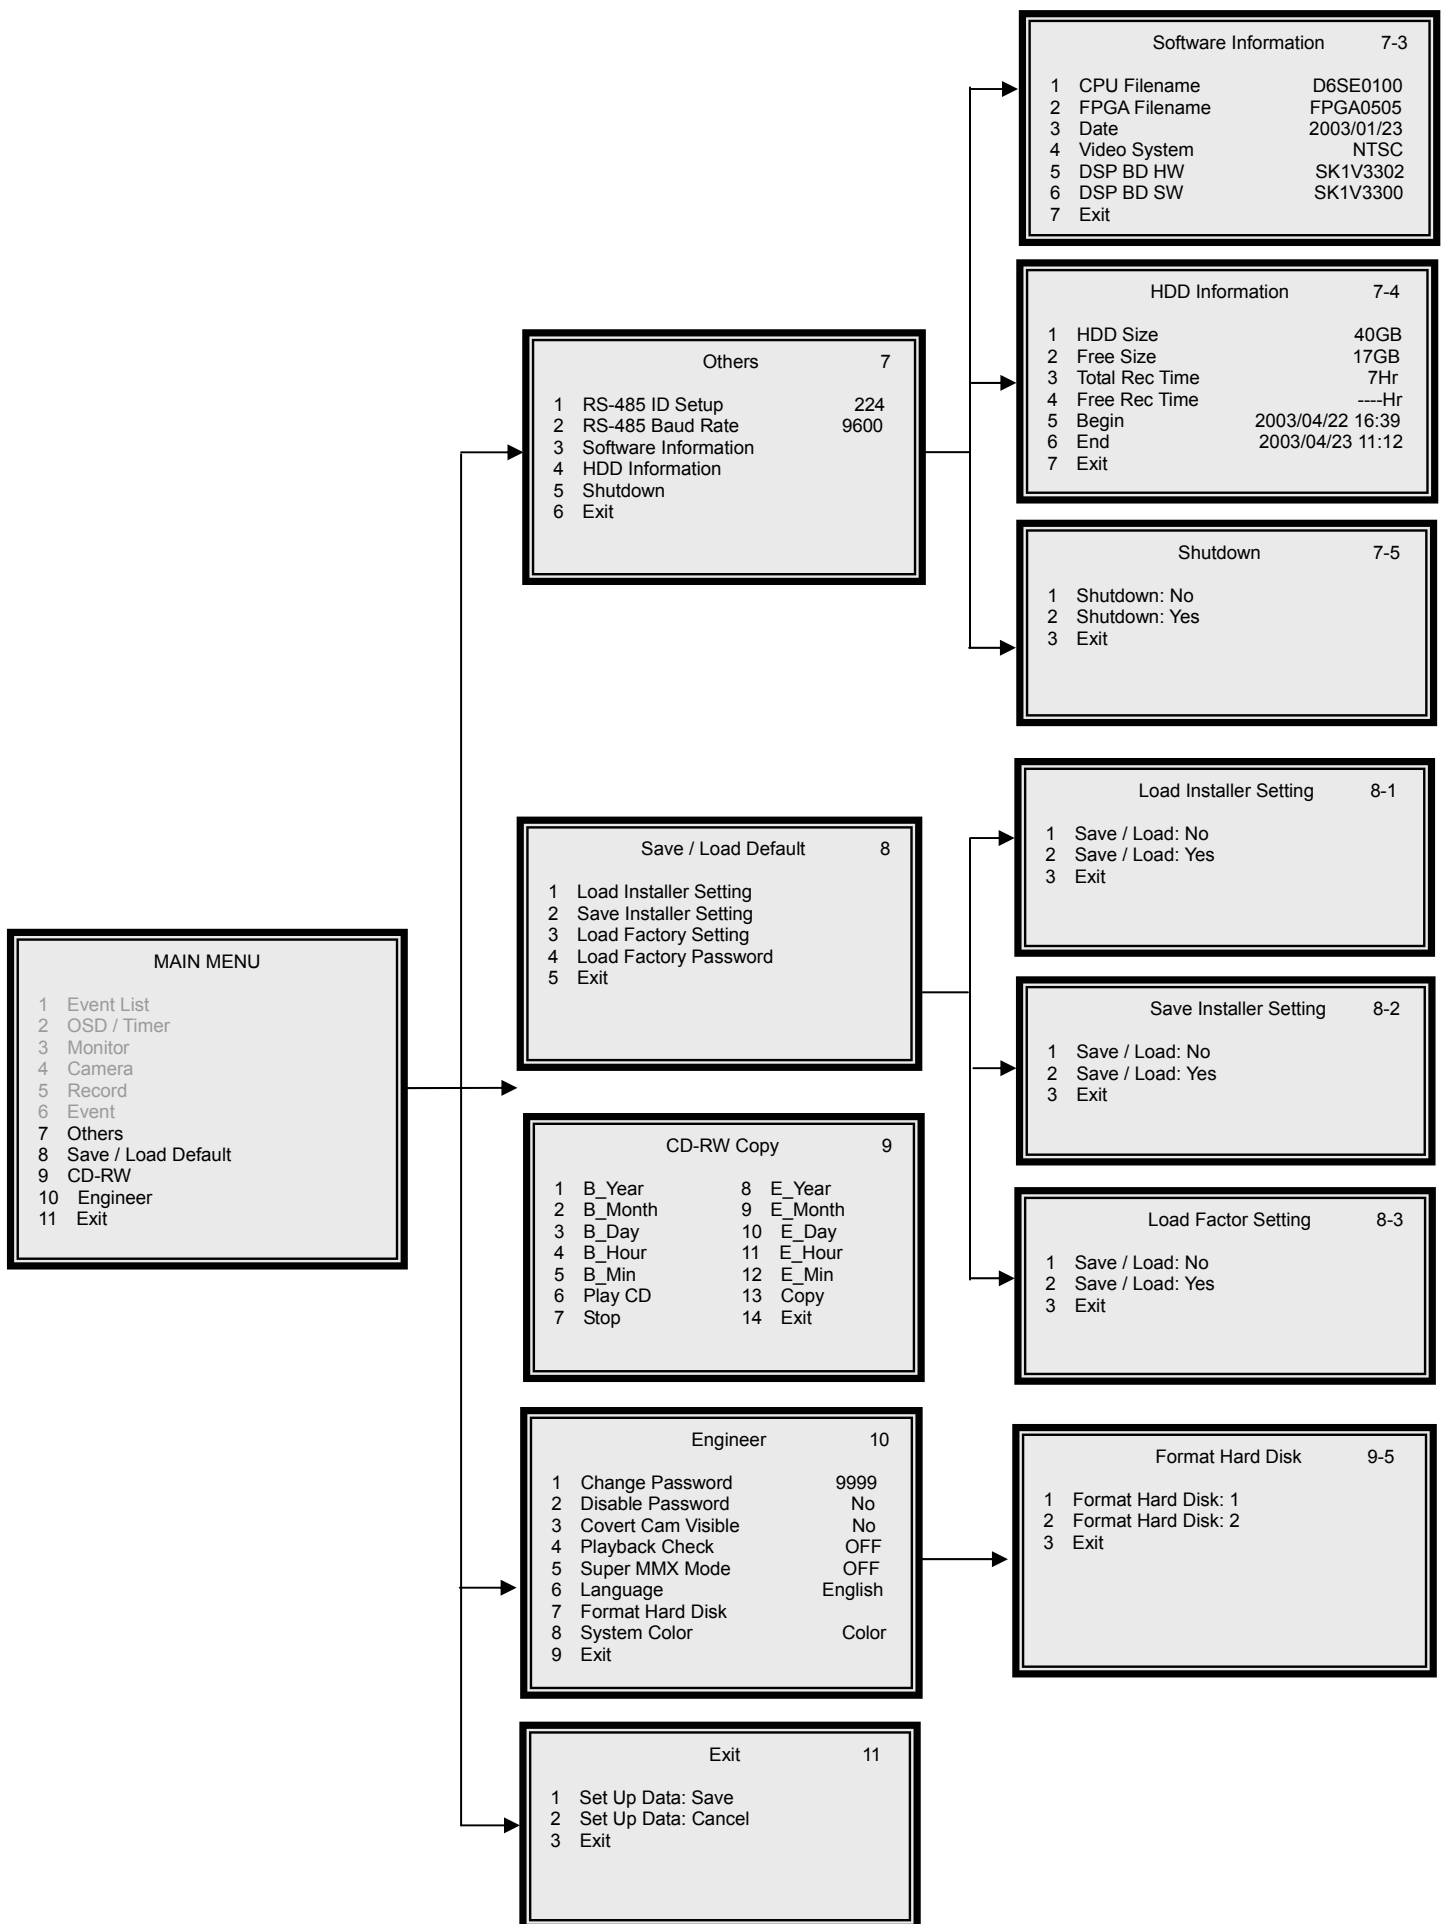 Software Information 7-3
1 CPU Filename D6SE0100
2 FPGA Filename FPGA0505
3 Date 2003/01/23
4 Video System NTSC
5 DSP BD HW SK1V3302
6 DSP BD SW SK1V3300
7 Exit
HDD Information 7-4
1 HDD Size 40GB
2 Free Size 17GB
3 Total Rec Time 7Hr
4 Free Rec Time ----Hr
5 Begin 2003/04/22 16:39
6 End 2003/04/23 11:12
7 Exit
Others 7
1 RS-485 ID Setup 224
2 RS-485 Baud Rate 9600
3 Software Information
4 HDD Information
5 Shutdown
6 Exit
Shutdown 7-5
1 Shutdown: No
2 Shutdown: Yes
3 Exit
Load Installer Setting 8-1
1 Save / Load: No
2 Save / Load: Yes
3 Exit
Save / Load Default 8
1 Load Installer Setting
2 Save Installer Setting
3 Load Factory Setting
4 Load Factory Password
5 Exit
MAIN MENU
1 Event List
2 OSD / Timer
3 Monitor
4 Camera
5 Record
6 Event
7 Others
8 Save / Load Default
9 CD-RW
10 Engineer
11 Exit
Save Installer Setting 8-2
1 Save / Load: No
2 Save / Load: Yes
3 Exit
CD-RW Copy 9
1 B_Year 8 E_Year
2 B_Month 9 E_Month
3 B_Day 10 E_Day
4 B_Hour 11 E_Hour
5 B_Min 12 E_Min
6 Play CD 13 Copy
7 Stop 14 Exit
Load Factor Setting 8-3
1 Save / Load: No
2 Save / Load: Yes
3 Exit
Engineer 10
1 Change Password 9999
2 Disable Password No
3 Covert Cam Visible No
4 Playback Check OFF
5 Super MMX Mode OFF
6 Language English
7 Format Hard Disk
8 System Color Color
9 Exit
Format Hard Disk 9-5
1 Format Hard Disk: 1
2 Format Hard Disk: 2
3 Exit
Exit 11
1 Set Up Data: Save
2 Set Up Data: Cancel
3 Exit